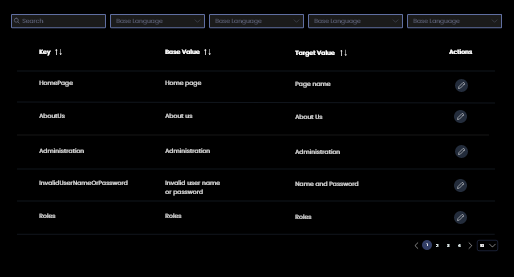 Search Base Language Base Language Base Language Base Language
Key Base Value Target Value Actions
HomePage Home page Page name
AboutUs About us About Us
Administration Administration Administration
InvalidUserNameOrPassword Invalid user name Name and Password
or password
Roles Roles Roles
1 2 3 4 10